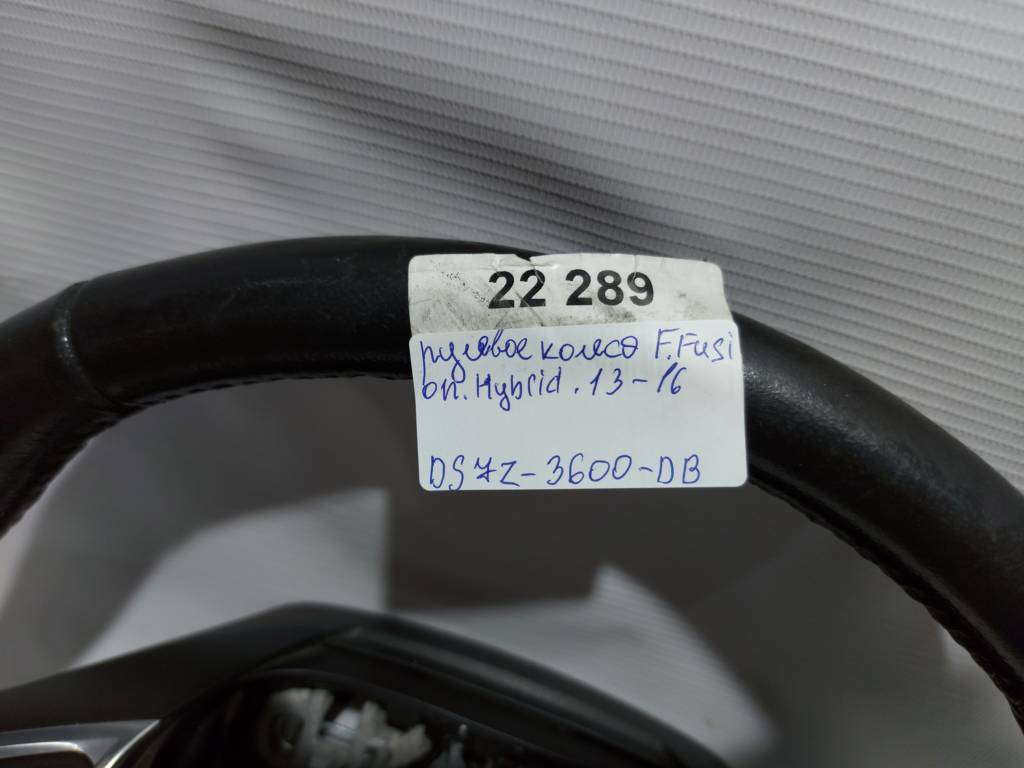 22 289
рулевое колесо F.Fusi
on. Hybrid. 13-16
DS7Z-3600-DB